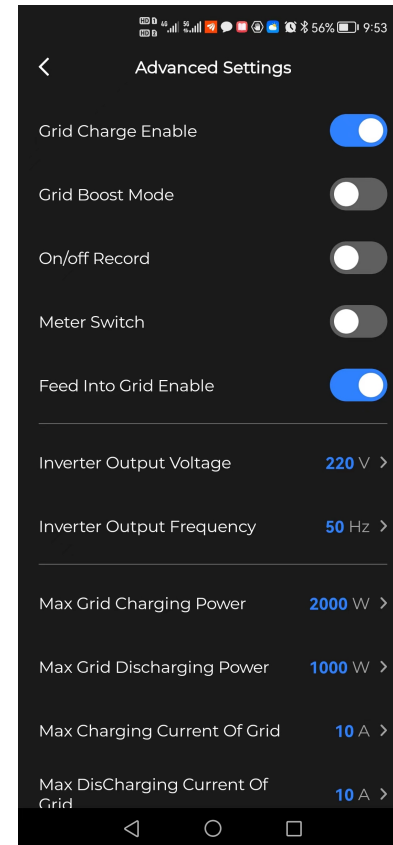 56% 9:53
Advanced Settings
Grid Charge Enable
Grid Boost Mode
On/off Record
Meter Switch
Feed Into Grid Enable
Inverter Output Voltage 220 V
Inverter Output Frequency 50 Hz
Max Grid Charging Power 2000 W
Max Grid Discharging Power 1000 W
Max Charging Current Of Grid 10 A
Max DisCharging Current Of
Grid 10 A